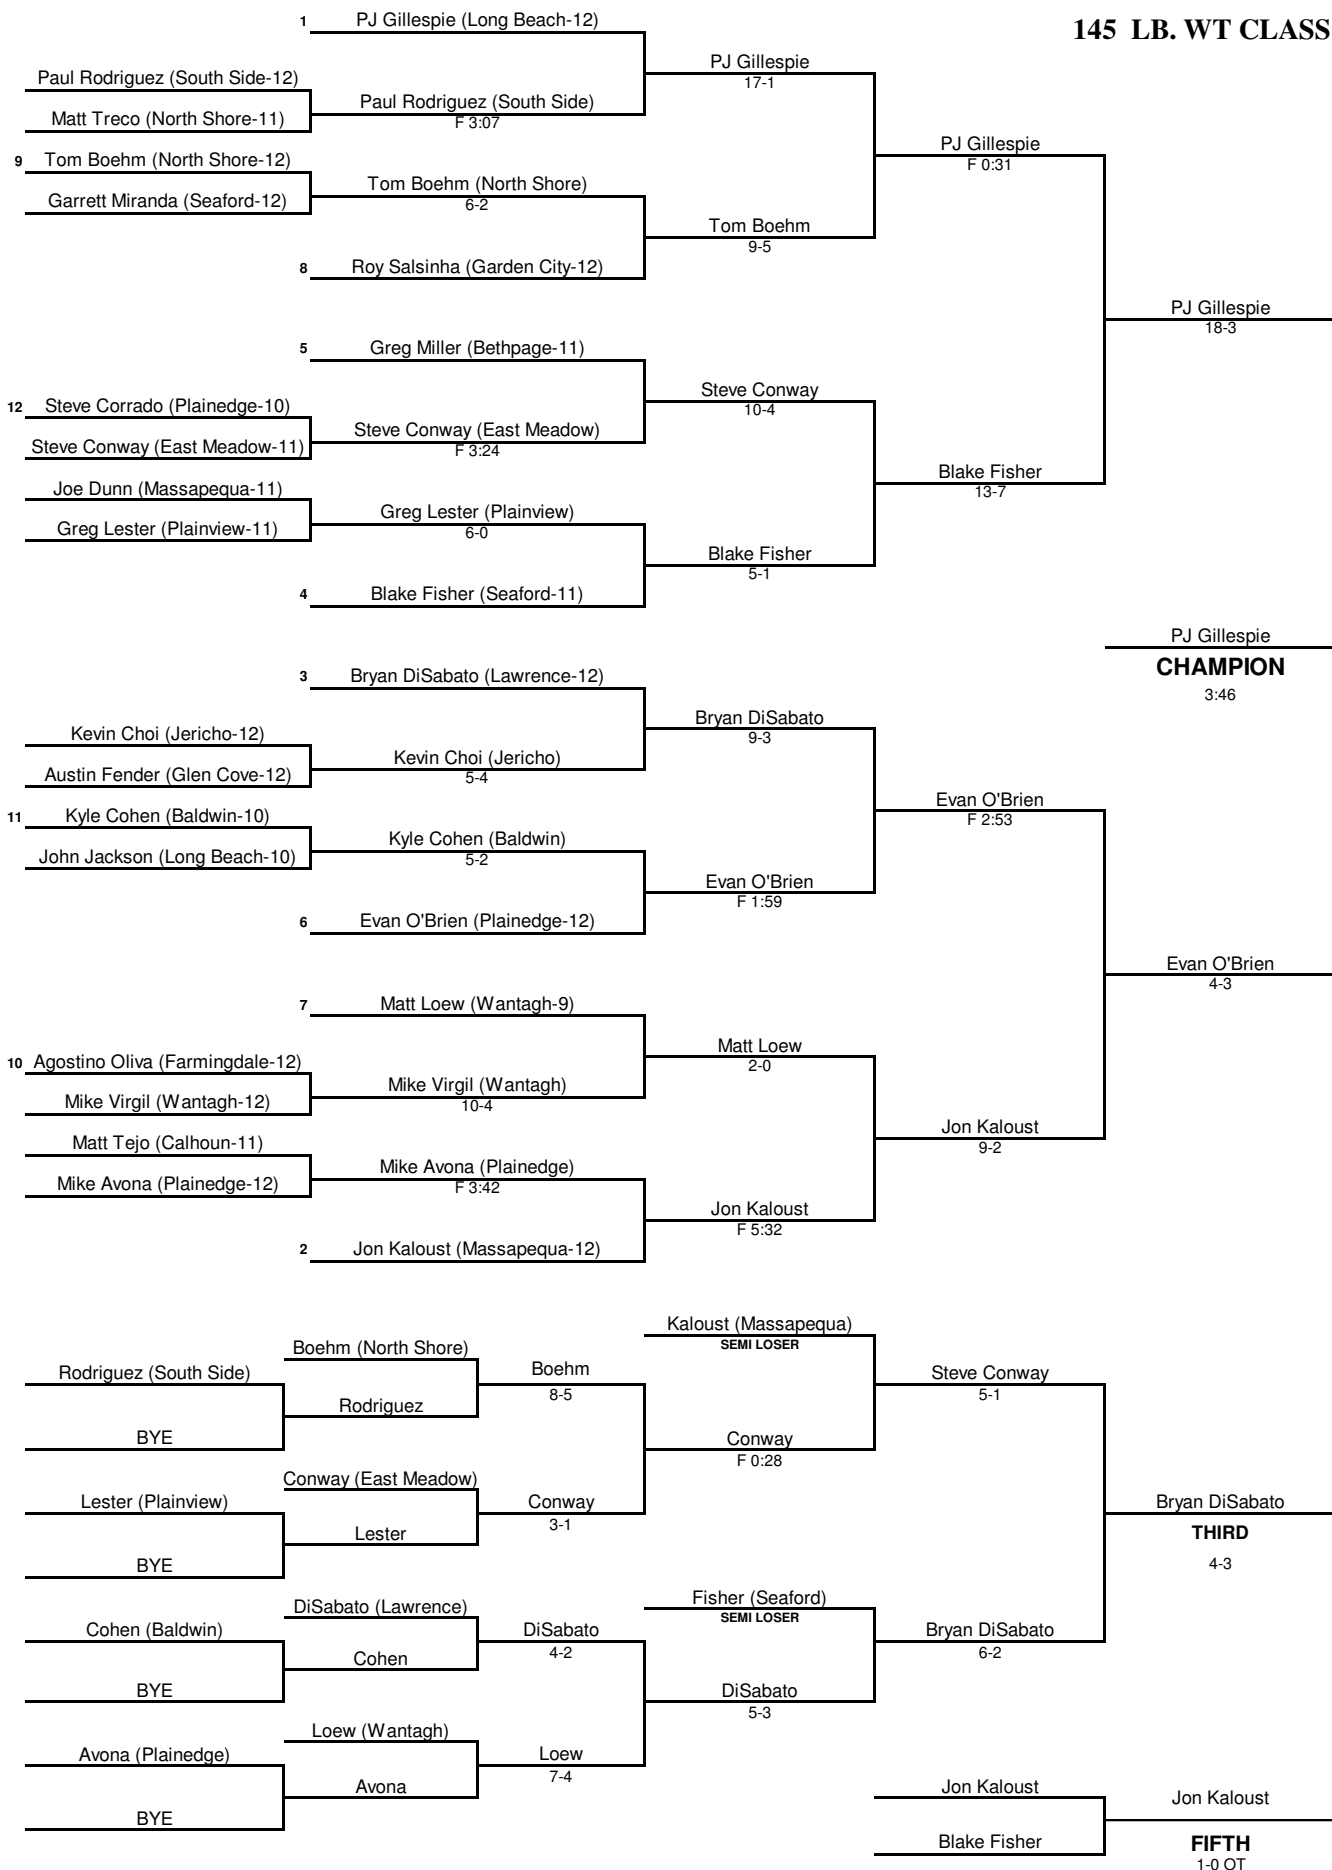 145 LB. WT CLASS
1 PJ Gillespie (Long Beach-12)
PJ Gillespie
17-1
Paul Rodriguez (South Side-12)
Paul Rodriguez (South Side)
F 3:07
Matt Treco (North Shore-11)
PJ Gillespie
F 0:31
9 Tom Boehm (North Shore-12)
Tom Boehm (North Shore)
6-2
Garrett Miranda (Seaford-12)
Tom Boehm
9-5
8 Roy Salsinha (Garden City-12)
PJ Gillespie
18-3
5 Greg Miller (Bethpage-11)
Steve Conway
10-4
12 Steve Corrado (Plainedge-10)
Steve Conway (East Meadow)
F 3:24
Steve Conway (East Meadow-11)
Blake Fisher
13-7
Joe Dunn (Massapequa-11)
Greg Lester (Plainview)
6-0
Greg Lester (Plainview-11)
Blake Fisher
5-1
4 Blake Fisher (Seaford-11)
PJ Gillespie
CHAMPION
3:46
3 Bryan DiSabato (Lawrence-12)
Bryan DiSabato
9-3
Kevin Choi (Jericho-12)
Kevin Choi (Jericho)
5-4
Austin Fender (Glen Cove-12)
Evan O'Brien
F 2:53
11 Kyle Cohen (Baldwin-10)
Kyle Cohen (Baldwin)
5-2
John Jackson (Long Beach-10)
Evan O'Brien
F 1:59
6 Evan O'Brien (Plainedge-12)
Evan O'Brien
4-3
7 Matt Loew (Wantagh-9)
Matt Loew
2-0
10 Agostino Oliva (Farmingdale-12)
Mike Virgil (Wantagh)
10-4
Mike Virgil (Wantagh-12)
Jon Kaloust
9-2
Matt Tejo (Calhoun-11)
Mike Avona (Plainedge)
F 3:42
Mike Avona (Plainedge-12)
Jon Kaloust
F 5:32
2 Jon Kaloust (Massapequa-12)
Kaloust (Massapequa)
SEMI LOSER
Boehm (North Shore)
Rodriguez (South Side)
Boehm
8-5
Steve Conway
5-1
Rodriguez
BYE
Conway
F 0:28
Conway (East Meadow)
Lester (Plainview)
Conway
3-1
Lester
BYE
Bryan DiSabato
THIRD
4-3
Fisher (Seaford)
SEMI LOSER
DiSabato (Lawrence)
Cohen (Baldwin)
DiSabato
4-2
Bryan DiSabato
6-2
Cohen
BYE
DiSabato
5-3
Loew (Wantagh)
Avona (Plainedge)
Loew
7-4
Avona
BYE
Jon Kaloust
Jon Kaloust
Blake Fisher
FIFTH
1-0 OT